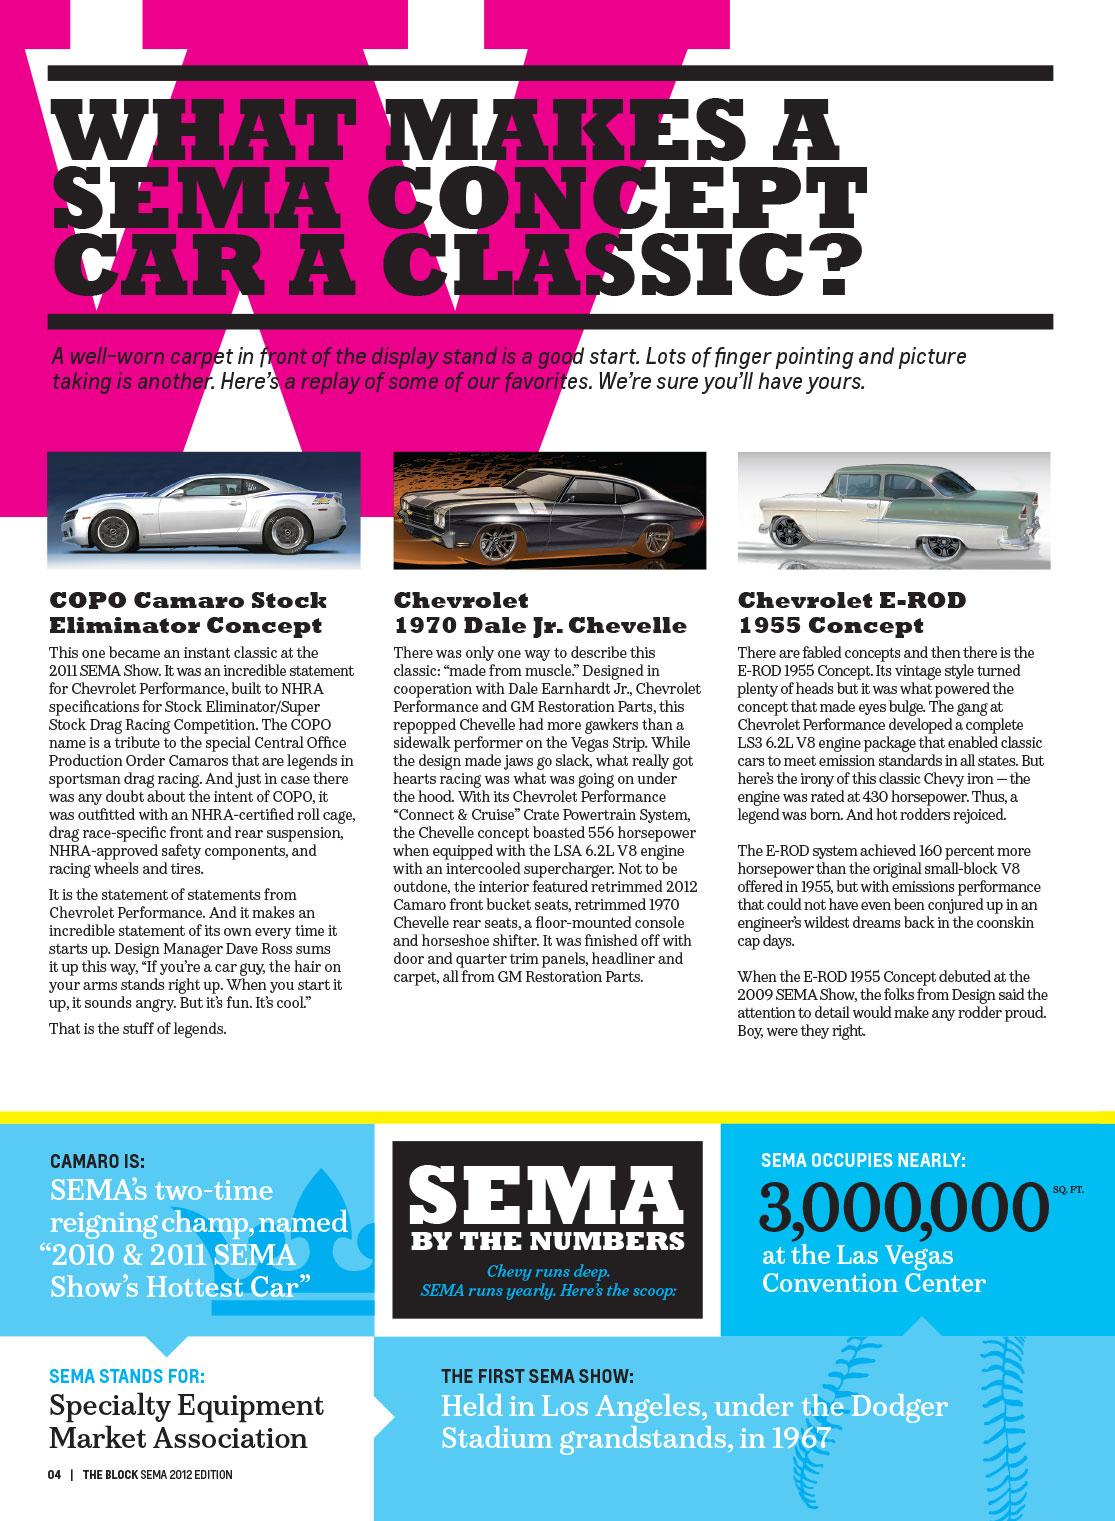 WHAT MAKES A
SEMA CONCEPT
CAR A CLASSIC?
A well-worn carpet in front of the display stand is a good start. Lots of finger pointing and picture
taking is another. Here's a replay of some of our favorites. We're sure you'll have yours.
COPO Camaro Stock
Eliminator Concept
This one became an instant classic at the
2011 SEMA Show. It was an incredible statement
for Chevrolet Performance, built to NHRA
specifications for Stock Eliminator/Super
Stock Drag Racing Competition. The COPO
name is a tribute to the special Central Office
Production Order Camaros that are legends in
sportsman drag racing. And just in case there
was any doubt about the intent of COPO, it
was outfitted with an NHRA-certified roll cage,
drag race-specific front and rear suspension,
NHRA-approved safety components, and
racing wheels and tires.
It is the statement of statements from
Chevrolet Performance. And it makes an
incredible statement of its own every time it
starts up. Design Manager Dave Ross sums
it up this way, “If you're a car guy, the hair on
your arms stands right up. When you start it
up, it sounds angry. But it's fun. It's cool.”
That is the stuff of legends.
Chevrolet
1970 Dale Jr. Chevelle
There was only one way to describe this
classic: “made from muscle.” Designed in
cooperation with Dale Earnhardt Jr., Chevrolet
Performance and GM Restoration Parts, this
repopped Chevelle had more gawkers than a
sidewalk performer on the Vegas Strip. While
the design made jaws go slack, what really got
hearts racing was what was going on under
the hood. With its Chevrolet Performance
“Connect & Cruise” Crate Powertrain System,
the Chevelle concept boasted 556 horsepower
when equipped with the LSA 6.2L V8 engine
with an intercooled supercharger. Not to be
outdone, the interior featured retrimmed 2012
Camaro front bucket seats, retrimmed 1970
Chevelle rear seats, a floor-mounted console
and horseshoe shifter. It was finished off with
door and quarter trim panels, headliner and
carpet, all from GM Restoration Parts.
Chevrolet E-ROD
1955 Concept
There are fabled concepts and then there is the
E-ROD 1955 Concept. Its vintage style turned
plenty of heads but it was what powered the
concept that made eyes bulge. The gang at
Chevrolet Performance developed a complete
LS3 6.2L V8 engine package that enabled classic
cars to meet emission standards in all states. But
here's the irony of this classic Chevy iron – the
engine was rated at 430 horsepower. Thus, a
legend was born. And hot rodders rejoiced.
The E-ROD system achieved 160 percent more
horsepower than the original small-block V8
offered in 1955, but with emissions performance
that could not have even been conjured up in an
engineer's wildest dreams back in the coonskin
cap days.
When the E-ROD 1955 Concept debuted at the
2009 SEMA Show, the folks from Design said the
attention to detail would make any rodder proud.
Boy, were they right.
CAMARO IS:
SEMA's two-time
reigning champ, named
“2010 & 2011 SEMA
Show's Hottest Car”
SEMA
BY THE NUMBERS
Chevy runs deep.
SEMA runs yearly. Here's the scoop:
SEMA OCCUPIES NEARLY:
3,000,000 SQ. FT.
at the Las Vegas
Convention Center
SEMA STANDS FOR:
Specialty Equipment
Market Association
THE FIRST SEMA SHOW:
Held in Los Angeles, under the Dodger
Stadium grandstands, in 1967
04 | THE BLOCK SEMA 2012 EDITION